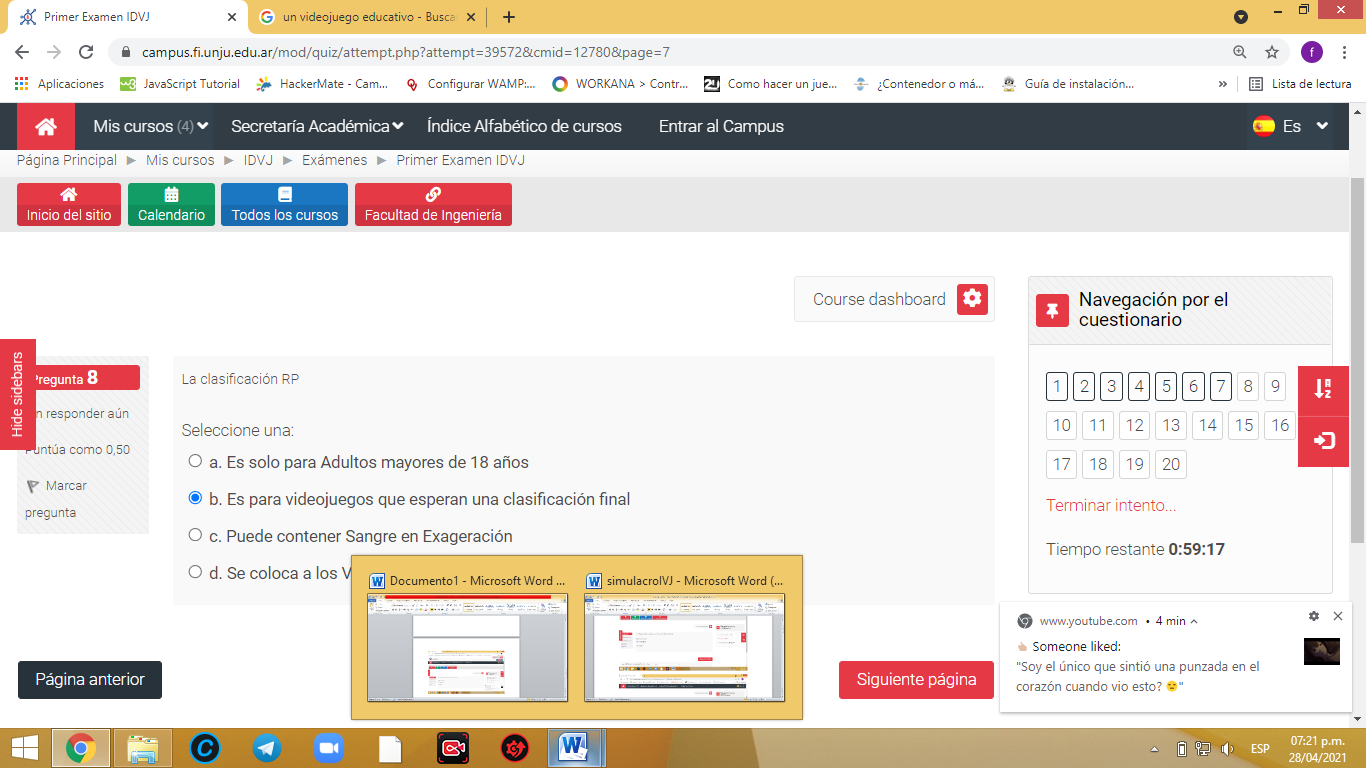 Primer Examen IDVJ
un videojuego educativo - Busca
campus.fi.unju.edu.ar/mod/quiz/attempt.php?attempt=39572&cmid=12780&page=7
f
Aplicaciones
JavaScript Tutorial
HackerMate - Cam...
Configurar WAMP:...
WORKANA > Contr...
Como hacer un jue...
¿Contenedor o má...
Guía de instalación...
»
Lista de lectura
Mis cursos (4)
Secretaría Académica
Índice Alfabético de cursos
Entrar al Campus
Es
Página Principal ► Mis cursos ► IDVJ ► Exámenes ► Primer Examen IDVJ
Inicio del sitio
Calendario
Todos los cursos
Facultad de Ingeniería
Course dashboard
Hide sidebars
Pregunta 8
n responder aún
Puntúa como 0,50
Marcar
pregunta
La clasificación RP
Seleccione una:
a. Es solo para Adultos mayores de 18 años
b. Es para videojuegos que esperan una clasificación final
c. Puede contener Sangre en Exageración
d. Se coloca a los V
Navegación por el
cuestionario
1 2 3 4 5 6 7 8 9
10 11 12 13 14 15 16
17 18 19 20
Terminar intento...
Tiempo restante 0:59:17
Documento1 - Microsoft Word ...
simulacroIVJ - Microsoft Word (...
www.youtube.com • 4 min
Someone liked:
"Soy el único que sintió una punzada en el
corazón cuando vio esto? "
Página anterior
Siguiente página
ESP
07:21 p.m.
28/04/2021